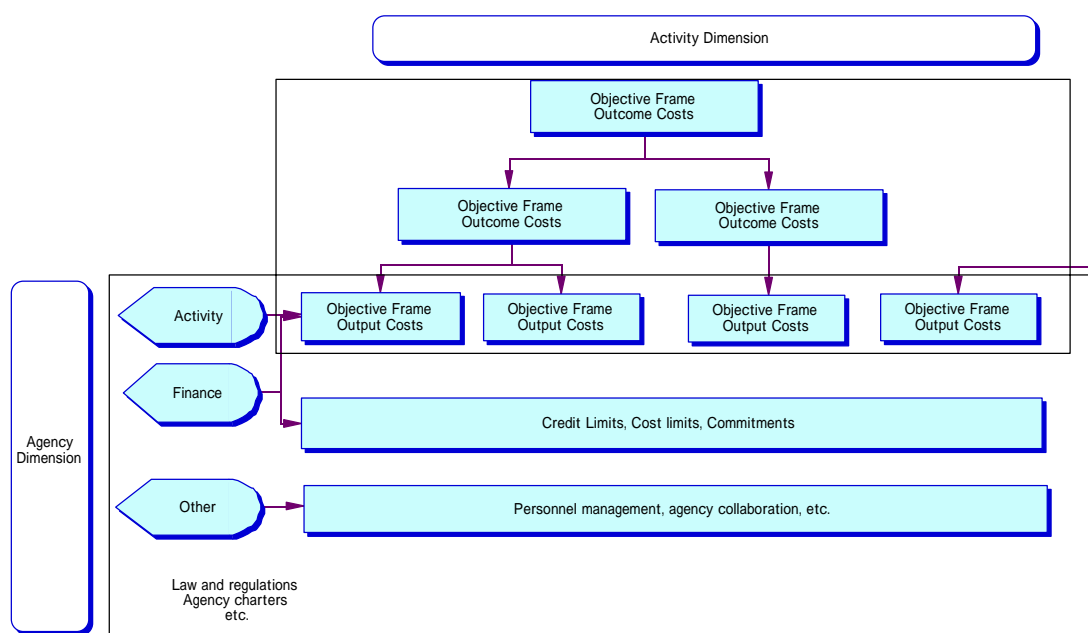 Activity Dimension
Objective Frame
Outcome Costs
Objective Frame
Outcome Costs
Objective Frame
Outcome Costs
Activity
Objective Frame
Output Costs
Objective Frame
Output Costs
Objective Frame
Output Costs
Objective Frame
Output Costs
Finance
Credit Limits, Cost limits, Commitments
Agency
Dimension
Other
Personnel management, agency collaboration, etc.
Law and regulations
Agency charters
etc.